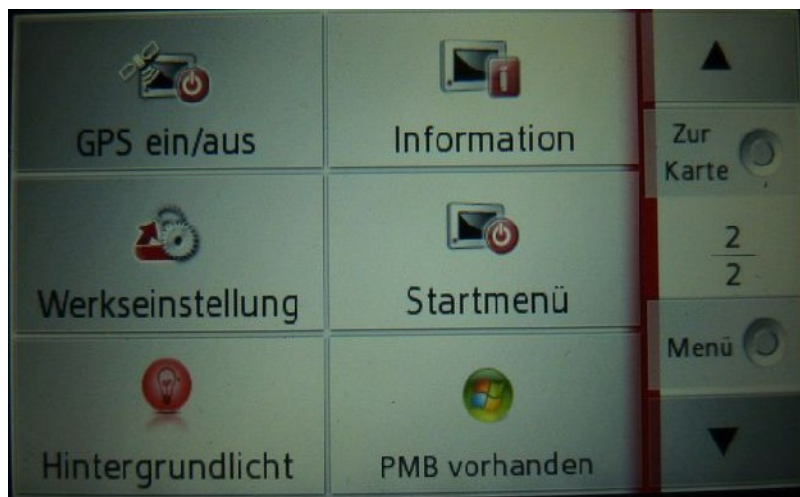 GPS ein/aus
Information
Zur
Karte
Werkseinstellung
Startmenü
2
2
Menü
Hintergrundlicht
PMB vorhanden